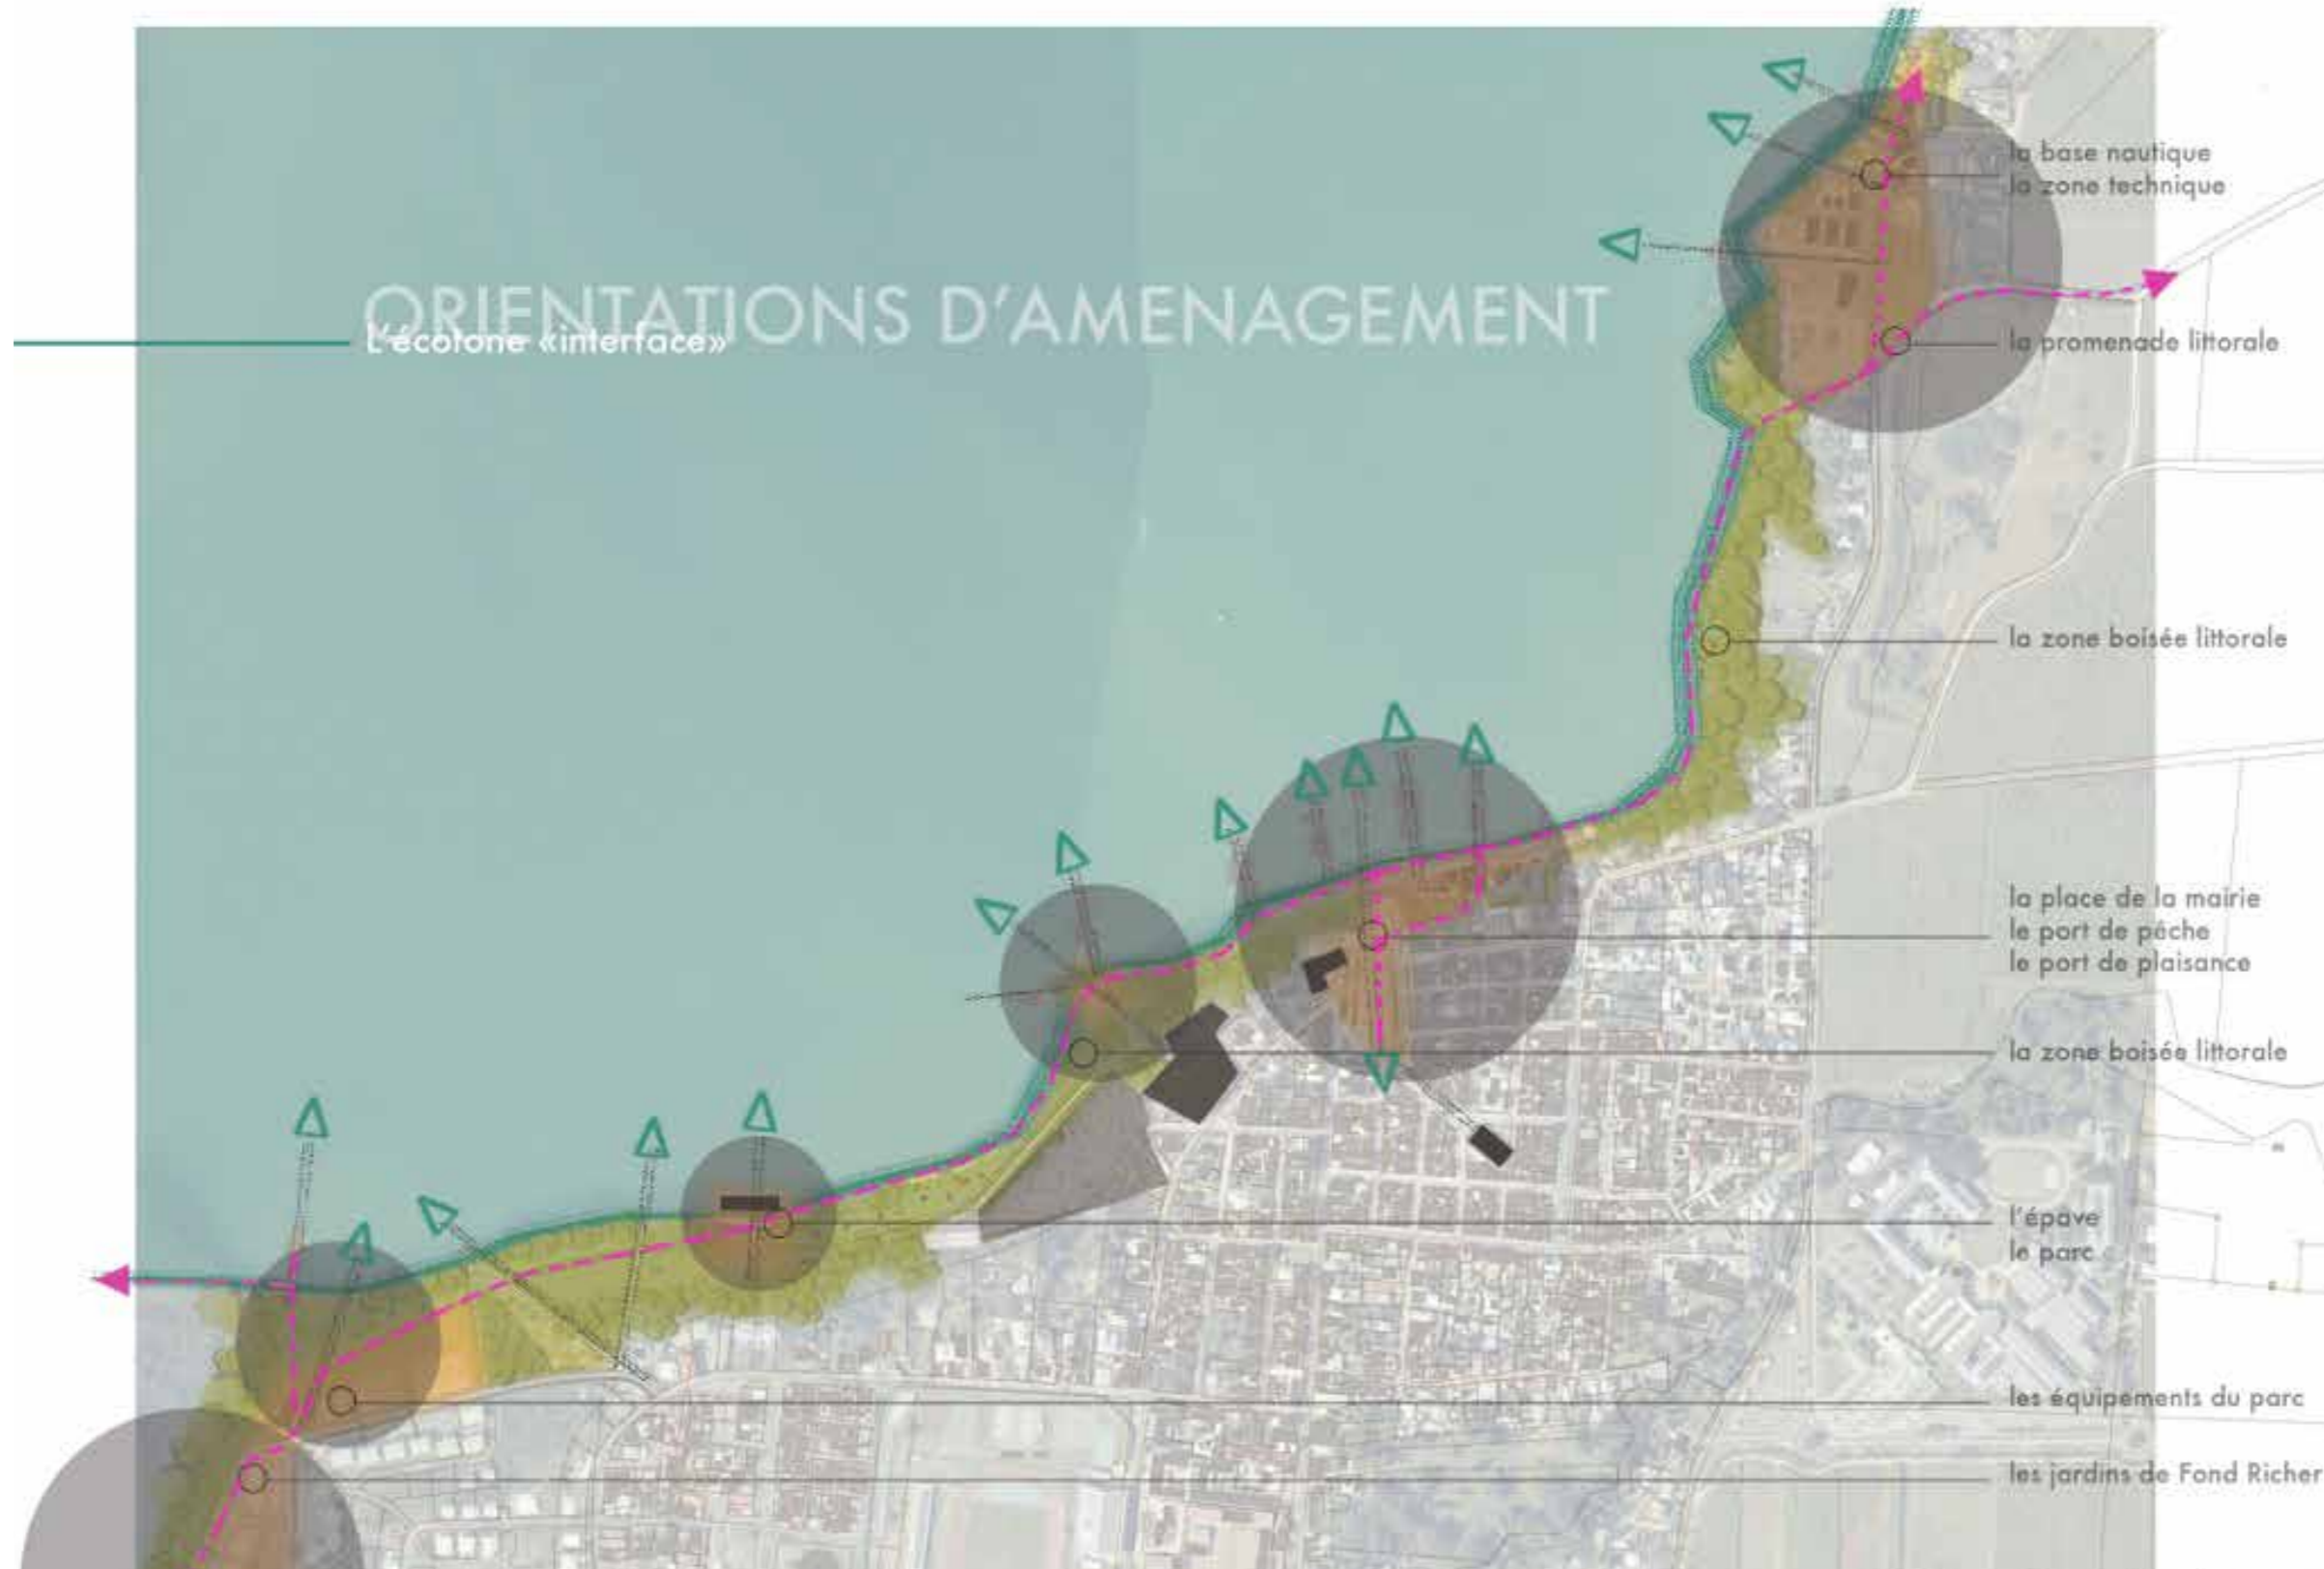 ORIENTATIONS D'AMENAGEMENT
L'écotone «interface»
la base nautique
la zone technique
la promenade littorale
la zone boisée littorale
la place de la mairie
le port de pêche
le port de plaisance
la zone boisée littorale
l'épave
le parc
les équipements du parc
les jardins de Fond Richer